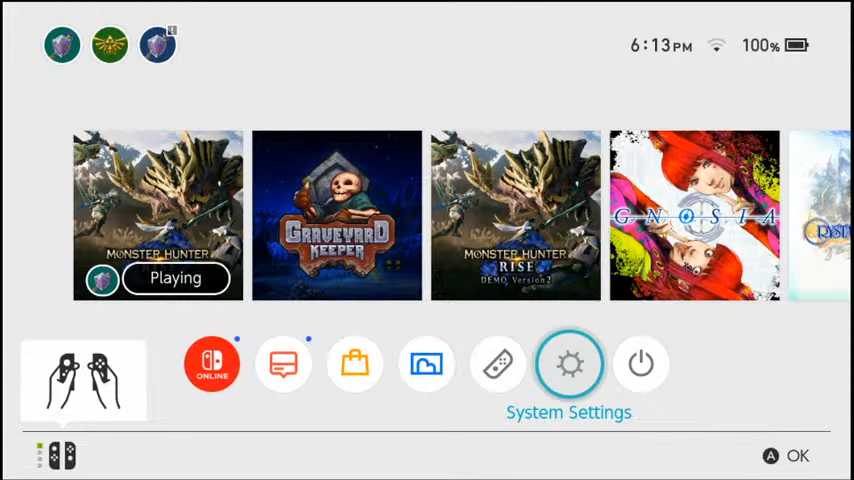 6:13PM
100%
MONSTER HUNTER
Playing
GRAVEYARD
KEEPER
MONSTER HUNTER
RISE
DEMO Version2
GNOSIA
ONLINE
System Settings
A OK